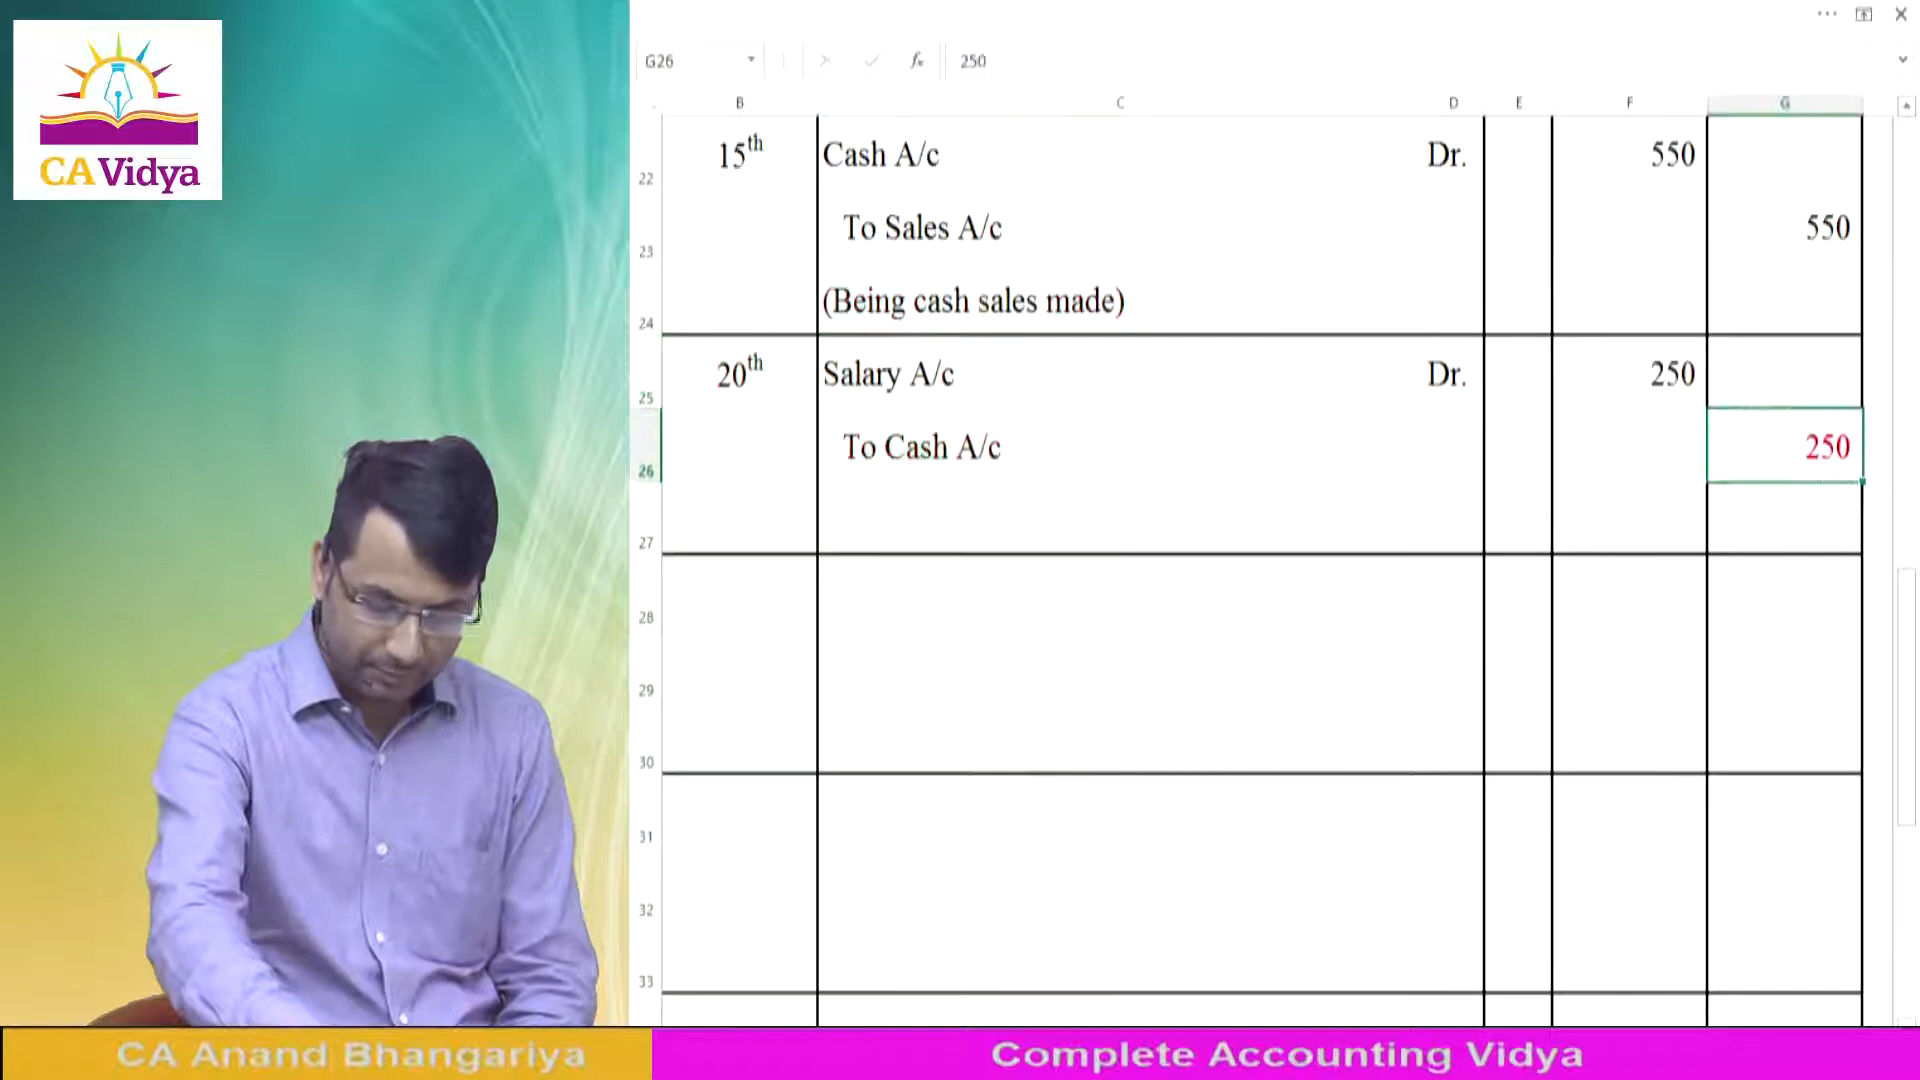 CA Vidya
G26 fx 250
B C D E F G
15th Cash A/c Dr. 550
22
To Sales A/c 550
23
(Being cash sales made)
24
20th Salary A/c Dr. 250
25
To Cash A/c 250
26
27
28
29
30
31
32
33
CA Anand Bhangariya
Complete Accounting Vidya